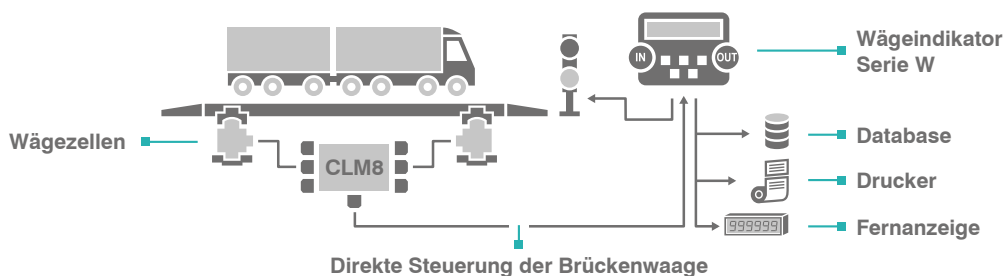 IN
OUT
Wägeindikator
Serie W
Wägezellen
CLM8
Database
Drucker
999999
Fernanzeige
Direkte Steuerung der Brückenwaage